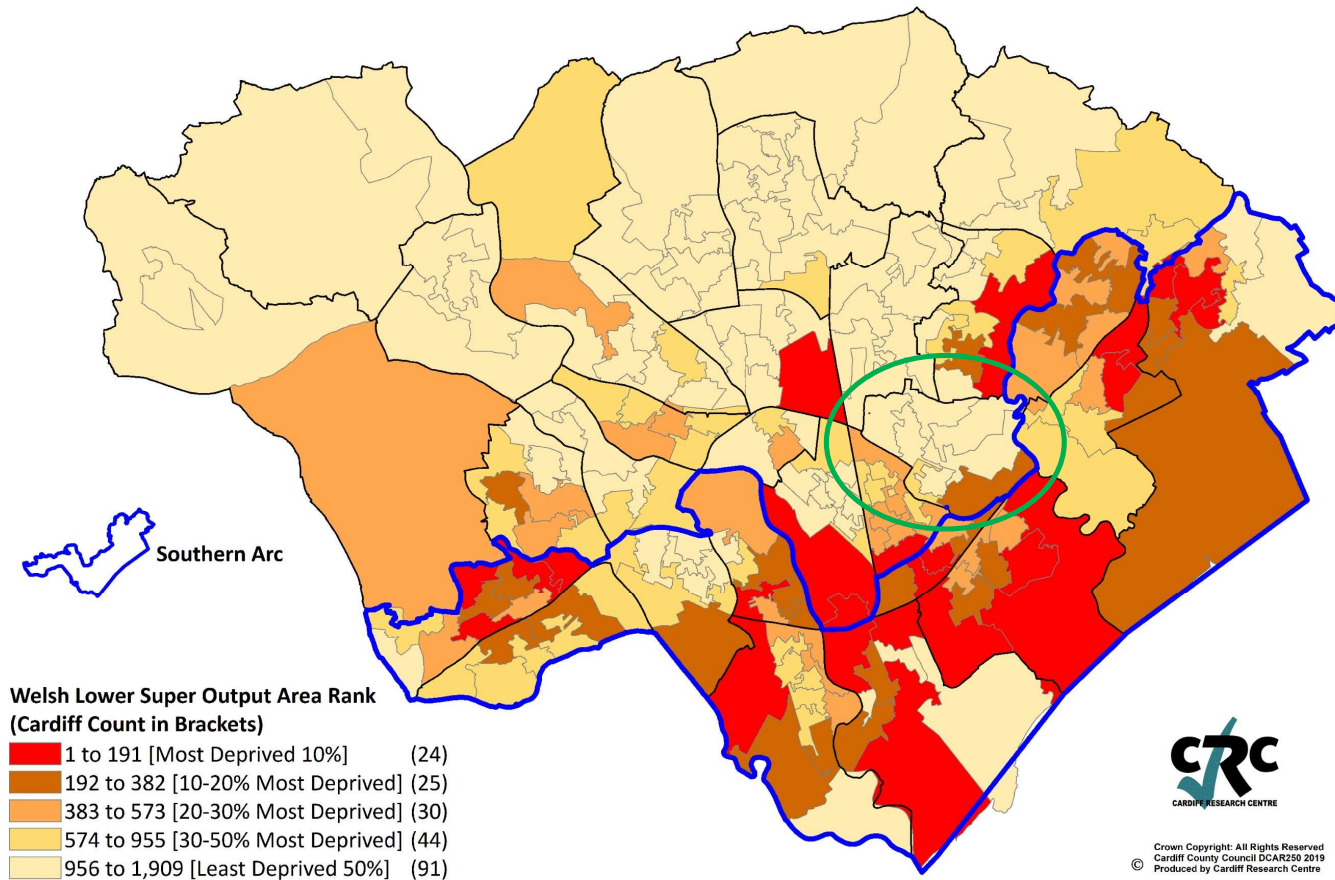 Southern Arc
Welsh Lower Super Output Area Rank
(Cardiff Count in Brackets)
1 to 191 [Most Deprived 10%] (24)
192 to 382 [10-20% Most Deprived] (25)
383 to 573 [20-30% Most Deprived] (30)
574 to 955 [30-50% Most Deprived] (44)
956 to 1,909 [Least Deprived 50%] (91)
CRC
CARDIFF RESEARCH CENTRE
Crown Copyright: All Rights Reserved
© Cardiff County Council DCAR250 2019
Produced by Cardiff Research Centre